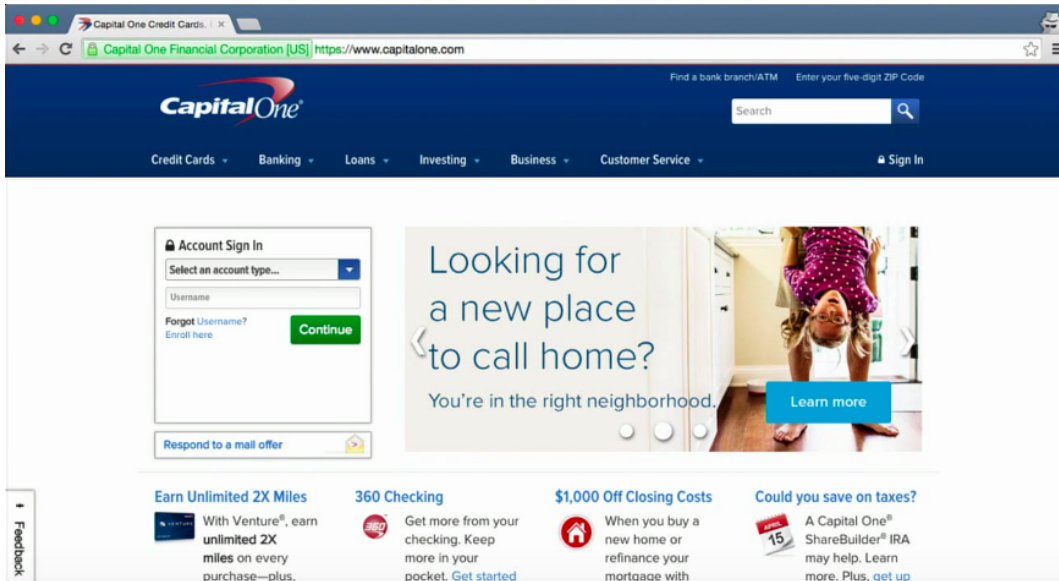 Capital One Credit Cards,
Capital One Financial Corporation [US] https://www.capitalone.com
Find a bank branch/ATM Enter your five-digit ZIP Code
CapitalOne®
Search
Credit Cards Banking Loans Investing Business Customer Service Sign In
Account Sign In
Select an account type...
Username
Forgot Username?
Enroll here
Continue
Looking for
a new place
to call home?
You're in the right neighborhood.
Learn more
Respond to a mail offer
Earn Unlimited 2X Miles
VENTURE
With Venture®, earn
unlimited 2X
miles on every
purchase—plus,
360 Checking
360
Get more from your
checking. Keep
more in your
pocket. Get started
$1,000 Off Closing Costs
When you buy a
new home or
refinance your
mortgage with
Could you save on taxes?
APRIL
15
A Capital One®
ShareBuilder® IRA
may help. Learn
more. Plus, get up
Feedback